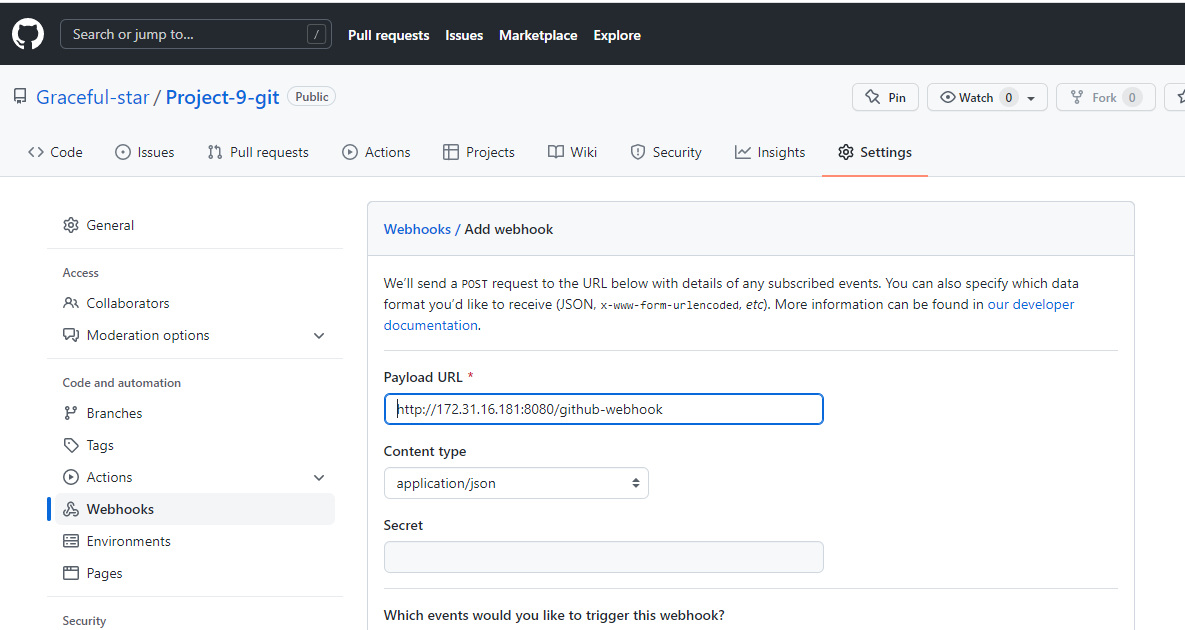 Search or jump to... /
Pull requests Issues Marketplace Explore
Graceful-star / Project-9-git Public
Pin Watch 0 Fork 0
Code Issues Pull requests Actions Projects Wiki Security Insights Settings
General
Access
Collaborators
Moderation options
Code and automation
Branches
Tags
Actions
Webhooks
Environments
Pages
Security
Webhooks / Add webhook
We'll send a POST request to the URL below with details of any subscribed events. You can also specify which data
format you'd like to receive (JSON, x-www-form-urlencoded, etc). More information can be found in our developer
documentation.
Payload URL *
http://172.31.16.181:8080/github-webhook
Content type
application/json
Secret
Which events would you like to trigger this webhook?